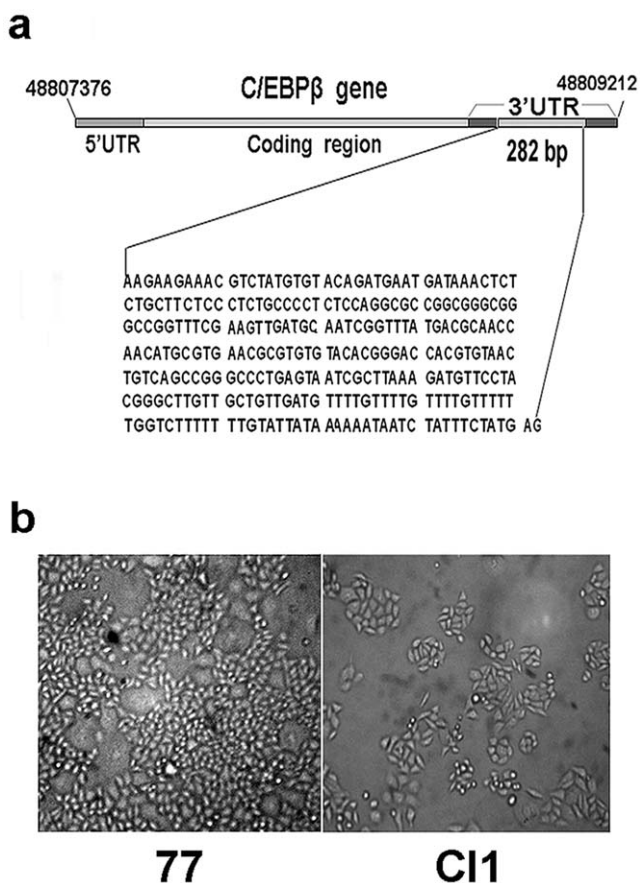 a
48807376 C/EBPβ gene 48809212
3'UTR
5'UTR Coding region 282 bp
AAGAAGAAAC GTCTATGTGT ACAGATGAAT GATAAACTCT
CTGCTTCTCC CTCTGCCCCT CTCCAGGCGC CGGCGGGCGG
GCCGGTTTCG AAGTTGATGC AATCGGTTTA TGACGCAACC
AACATGCGTG AACGCGTGTG TACACGGGAC CACGTGTAAC
TGTCAGCCGG GCCCTGAGTA ATCGCTTAAA GATGTTCCTA
CGGGCTTGTT GCTGTTGATG TTTTGTTTTG TTTTGTTTTT
TGGTCTTTTT TTGTATTATA AAAAATAATC TATTTCTATG AG
b
77 Cl1